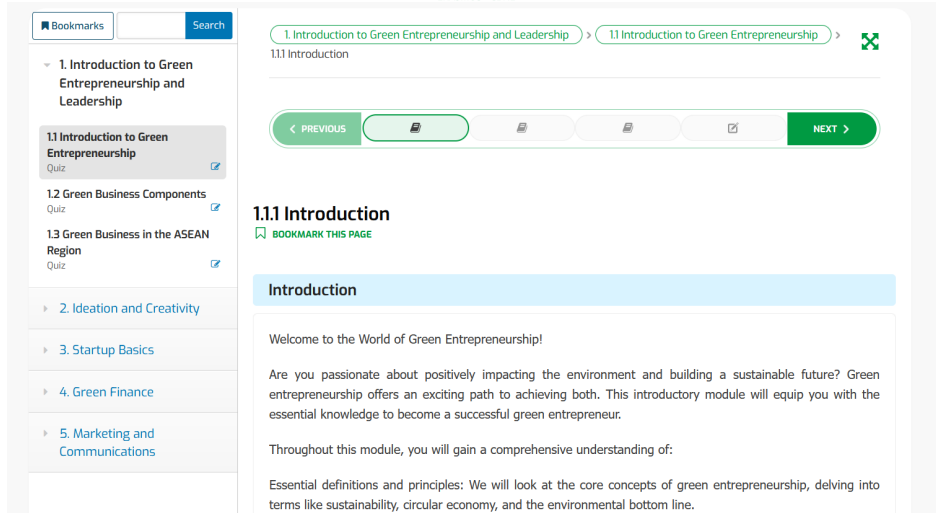 Bookmarks
Search
1. Introduction to Green
Entrepreneurship and
Leadership
1.1 Introduction to Green
Entrepreneurship
Quiz
1.2 Green Business Components
Quiz
1.3 Green Business in the ASEAN
Region
Quiz
2. Ideation and Creativity
3. Startup Basics
4. Green Finance
5. Marketing and
Communications
1. Introduction to Green Entrepreneurship and Leadership > 1.1 Introduction to Green Entrepreneurship >
1.1.1 Introduction
PREVIOUS
NEXT
1.1.1 Introduction
BOOKMARK THIS PAGE
Introduction
Welcome to the World of Green Entrepreneurship!
Are you passionate about positively impacting the environment and building a sustainable future? Green
entrepreneurship offers an exciting path to achieving both. This introductory module will equip you with the
essential knowledge to become a successful green entrepreneur.
Throughout this module, you will gain a comprehensive understanding of:
Essential definitions and principles: We will look at the core concepts of green entrepreneurship, delving into
terms like sustainability, circular economy, and the environmental bottom line.